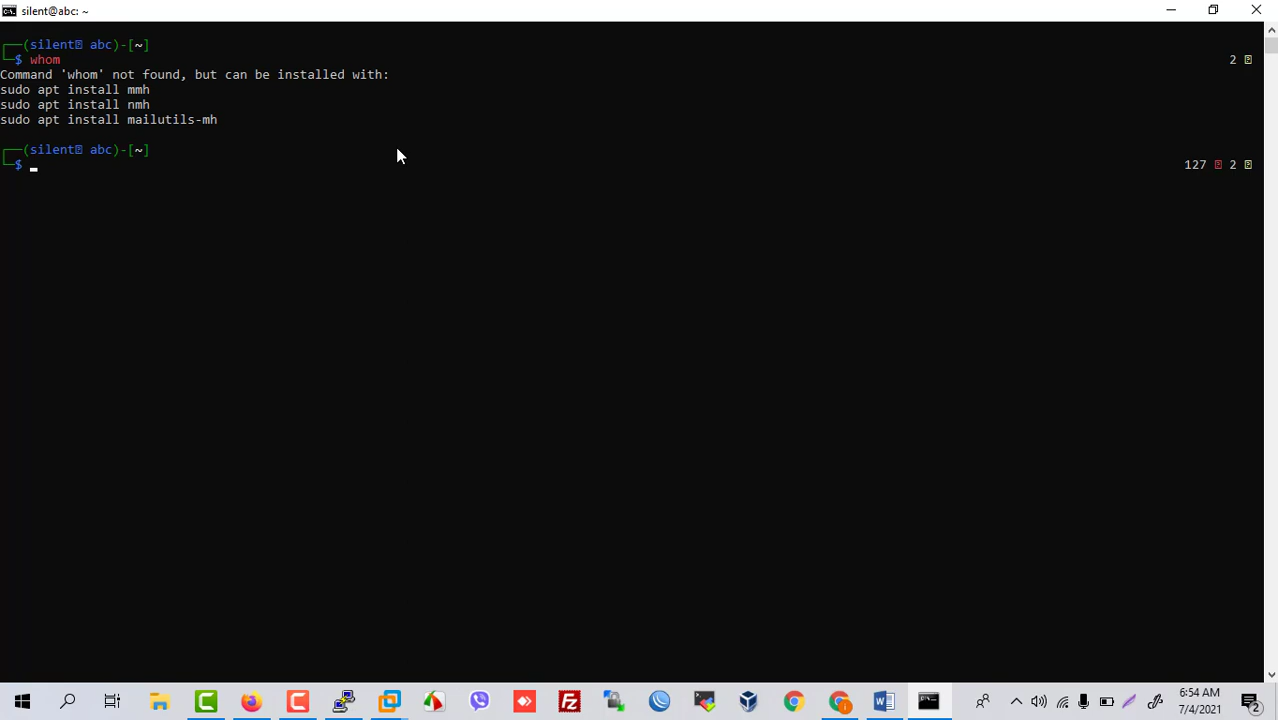 silent@abc: ~
┌──(silent⍰ abc)-[~]
└─$ whom 2 ⍰
Command 'whom' not found, but can be installed with:
sudo apt install mmh
sudo apt install nmh
sudo apt install mailutils-mh
┌──(silent⍰ abc)-[~]
└─$ 127 ⍰ 2 ⍰
6:54 AM
7/4/2021
2